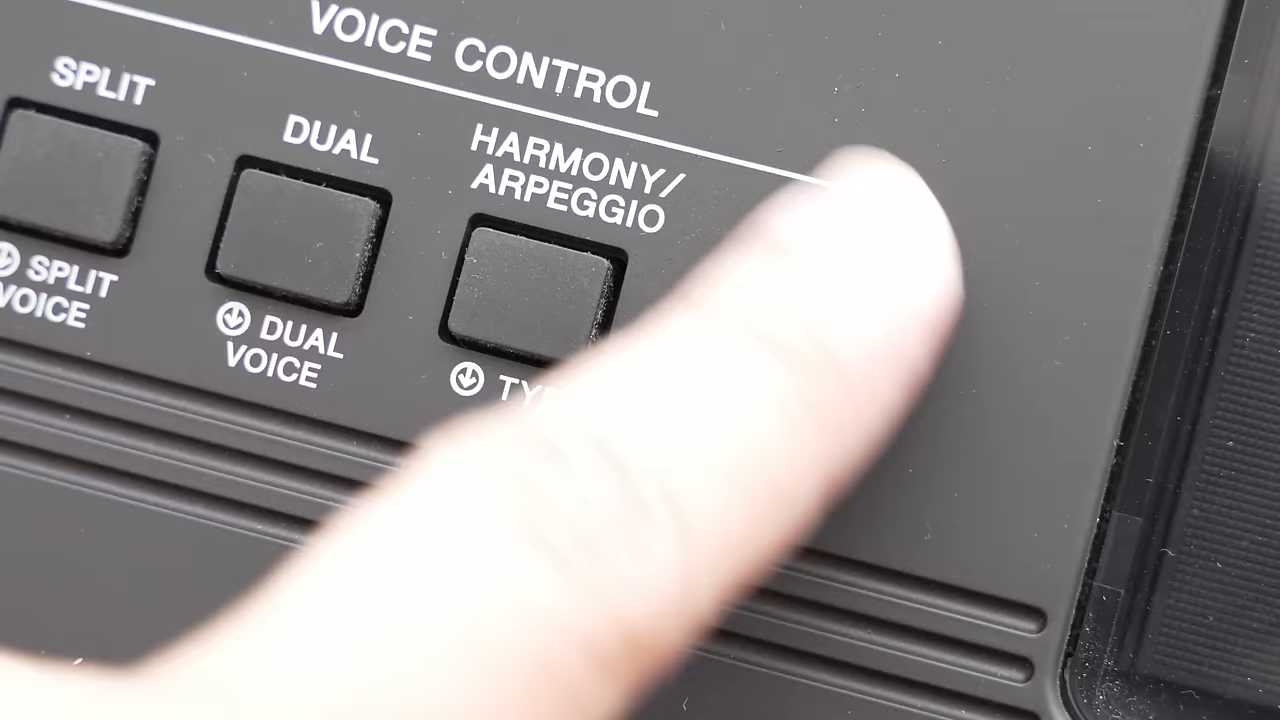 VOICE CONTROL
SPLIT
DUAL
HARMONY/
ARPEGGIO
SPLIT
VOICE
DUAL
VOICE